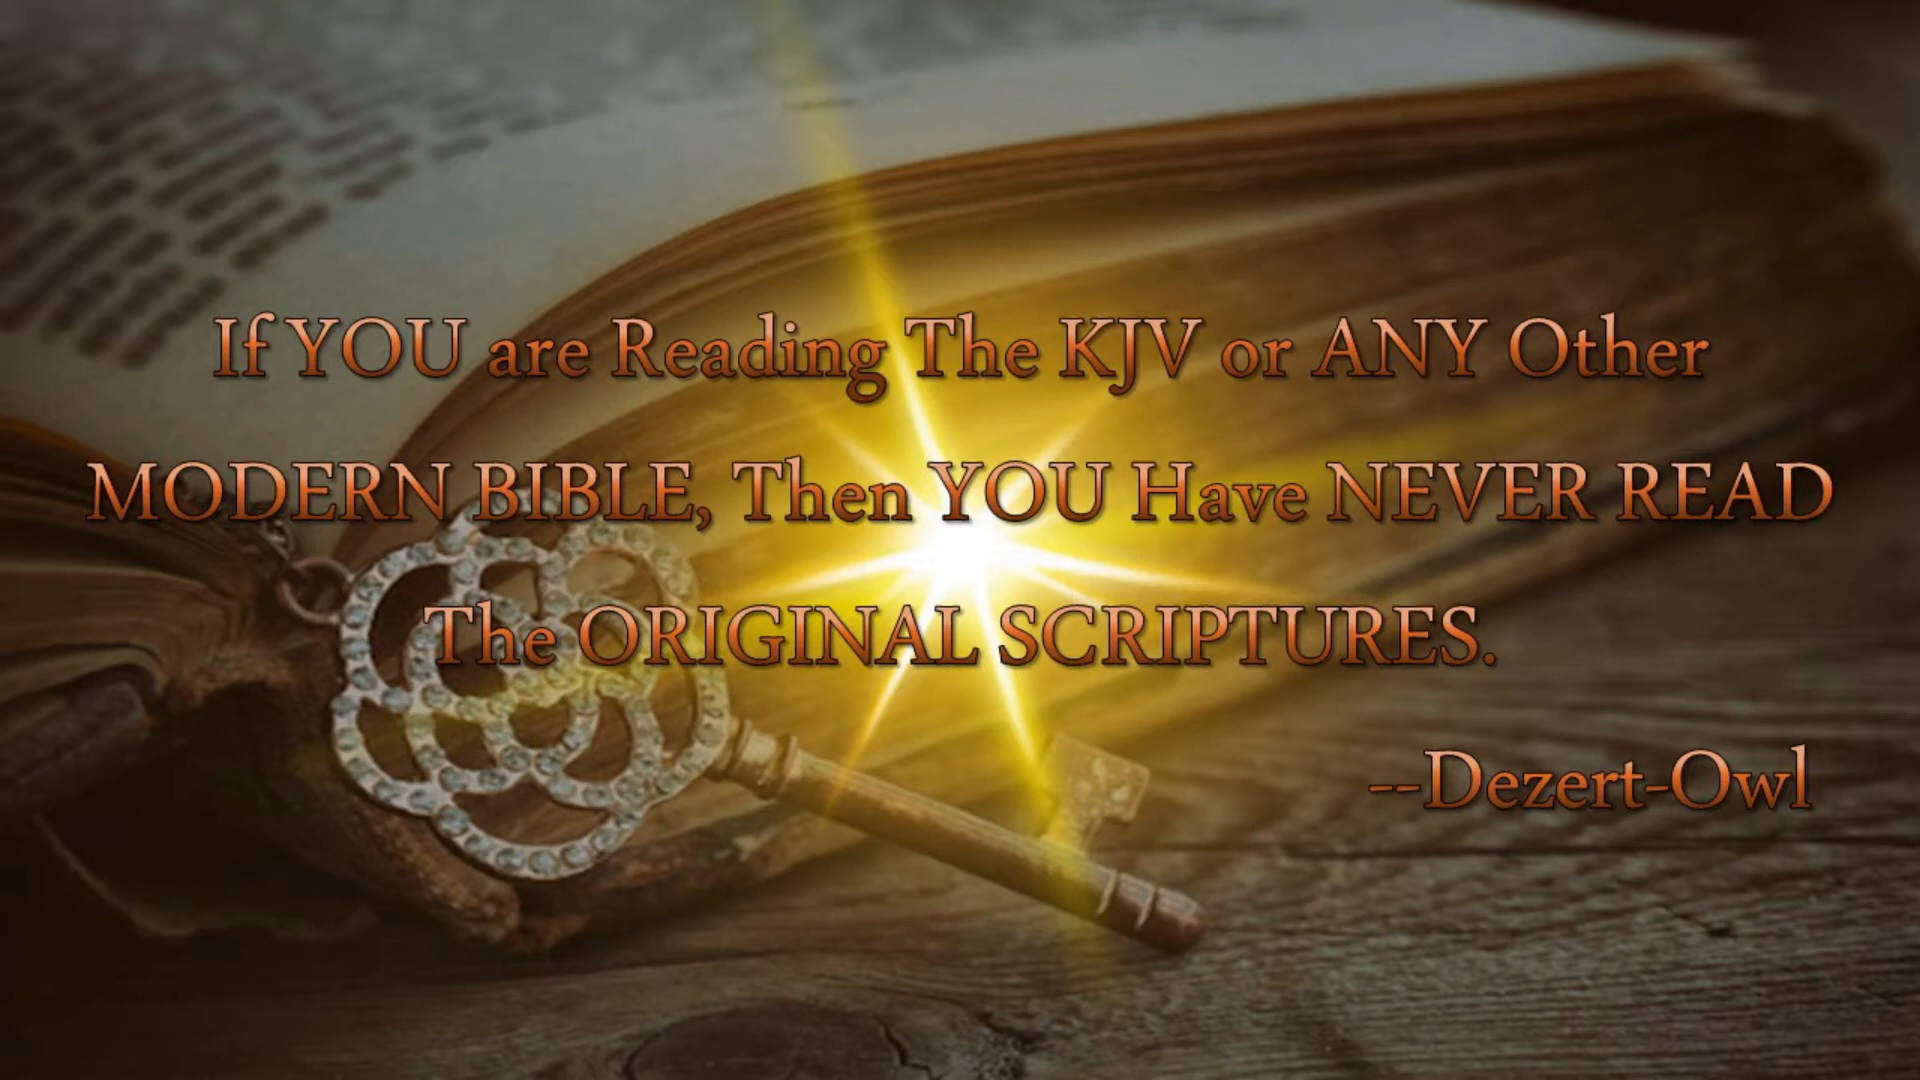 If YOU are Reading The KJV or ANY Other
MODERN BIBLE, Then YOU Have NEVER READ
The ORIGINAL SCRIPTURES.
--Dezert-Owl